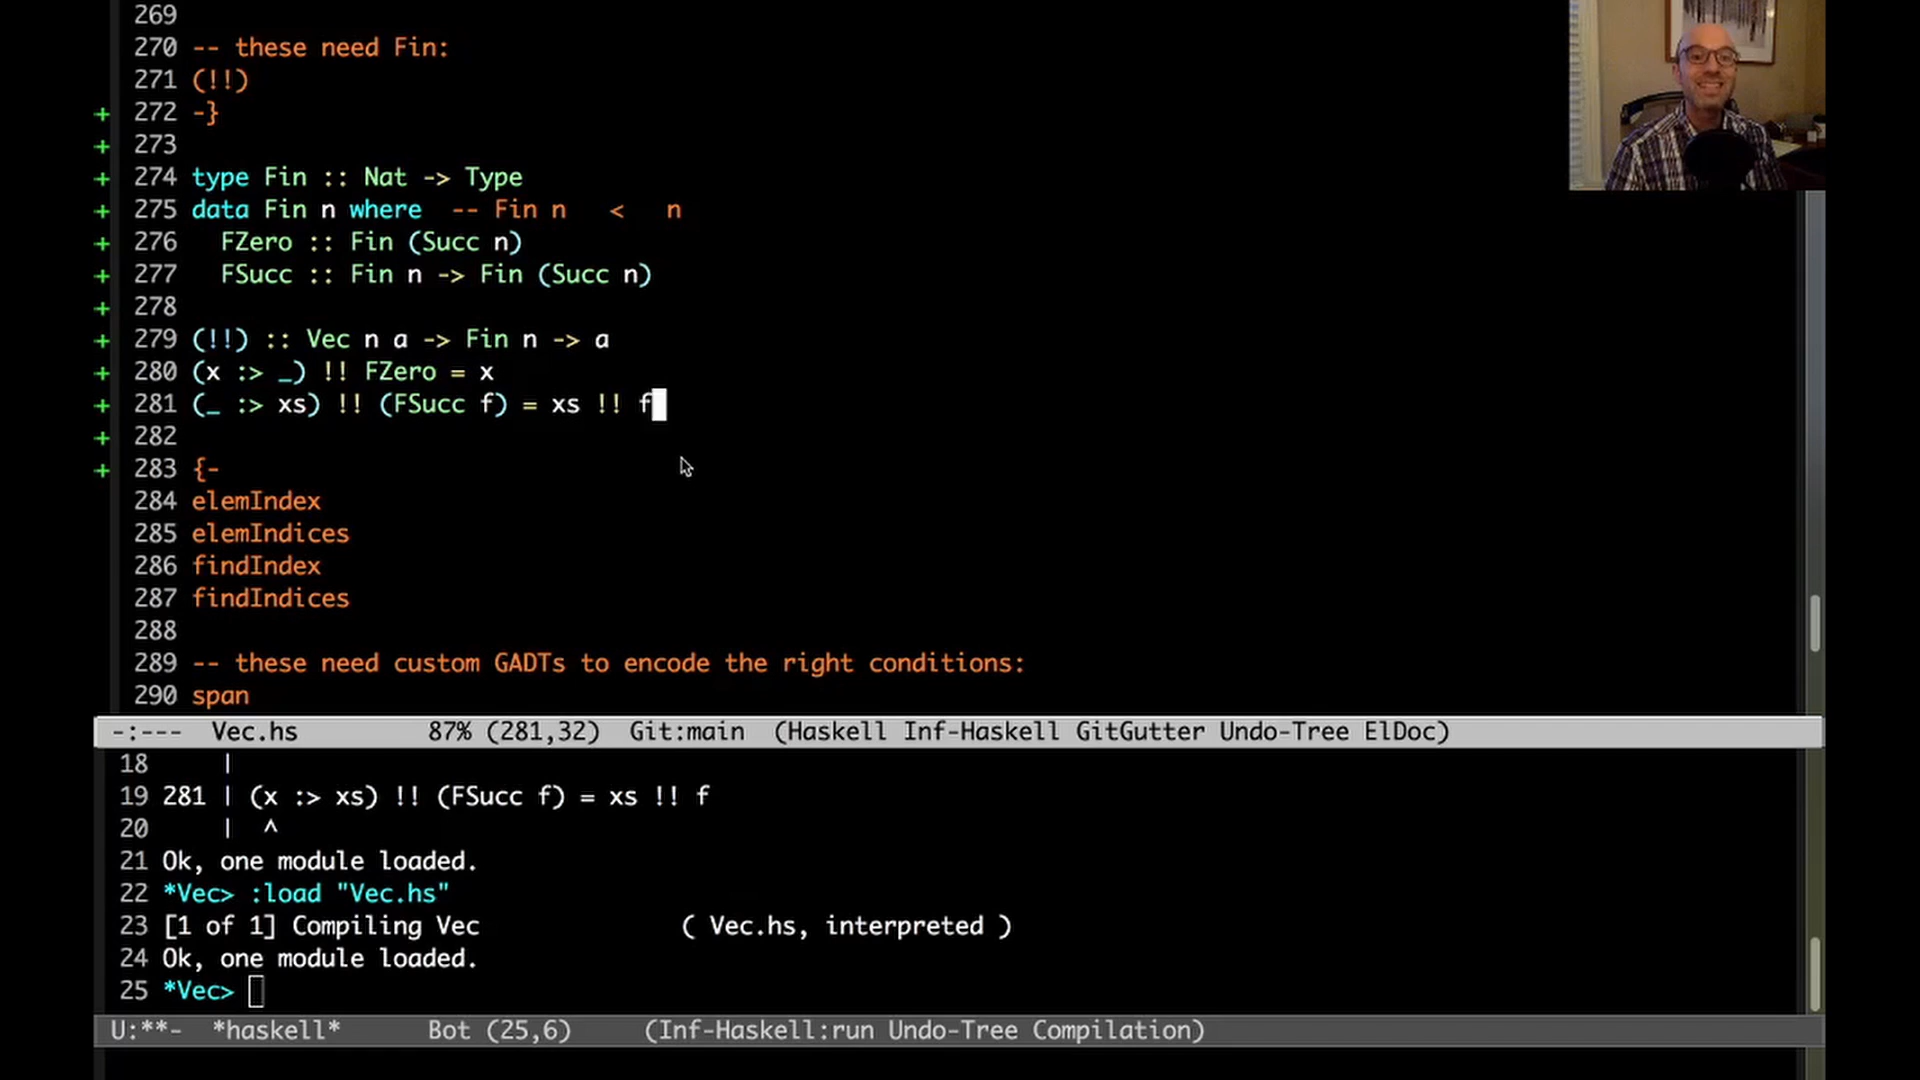 269
270 -- these need Fin:
271 (!!)
+ 272 -}
+ 273
+ 274 type Fin :: Nat -> Type
+ 275 data Fin n where  -- Fin n   <   n
+ 276   FZero :: Fin (Succ n)
+ 277   FSucc :: Fin n -> Fin (Succ n)
+ 278
+ 279 (!!) :: Vec n a -> Fin n -> a
+ 280 (x :> _) !! FZero = x
+ 281 (_ :> xs) !! (FSucc f) = xs !! f
+ 282
+ 283 {-
284 elemIndex
285 elemIndices
286 findIndex
287 findIndices
288
289 -- these need custom GADTs to encode the right conditions:
290 span
-:---  Vec.hs         87% (281,32)  Git:main  (Haskell Inf-Haskell GitGutter Undo-Tree ElDoc)
18     |
19 281 | (x :> xs) !! (FSucc f) = xs !! f
20     |  ^
21 Ok, one module loaded.
22 *Vec> :load "Vec.hs"
23 [1 of 1] Compiling Vec              ( Vec.hs, interpreted )
24 Ok, one module loaded.
25 *Vec>
U:**-  *haskell*      Bot (25,6)     (Inf-Haskell:run Undo-Tree Compilation)